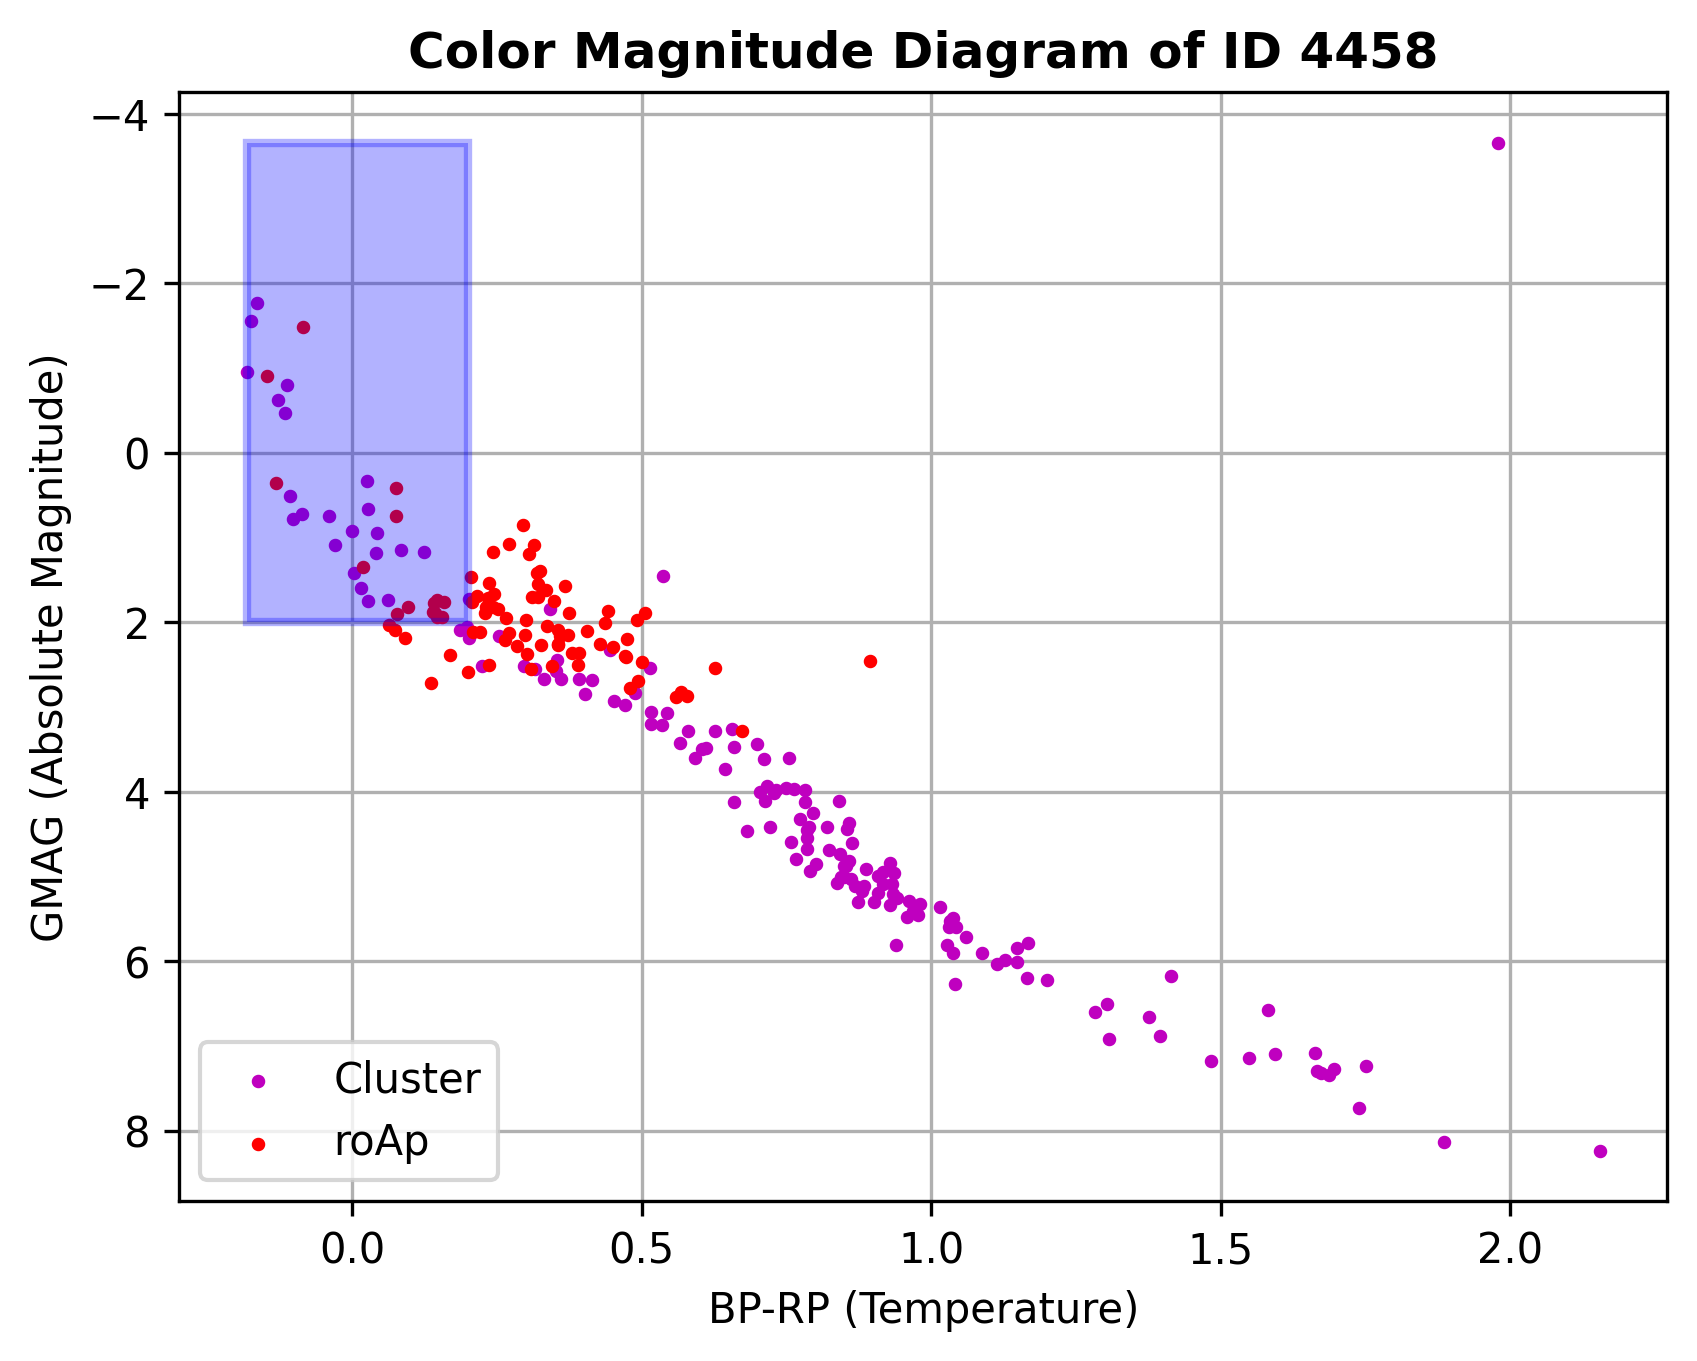 Color Magnitude Diagram of ID 4458
−4
−2
0
2
4
6
8
GMAG (Absolute Magnitude)
Cluster
roAp
0.0 0.5 1.0 1.5 2.0
BP-RP (Temperature)